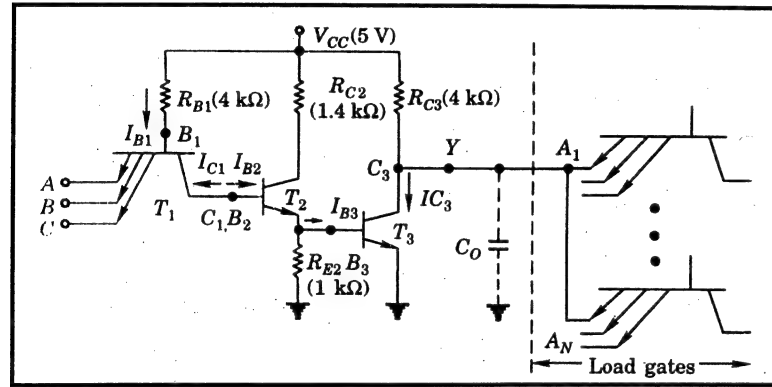 V_CC (5 V)
R_B1 (4 kΩ)
R_C2
(1.4 kΩ)
R_C3 (4 kΩ)
I_B1
B_1
I_C1
I_B2
A
B
C
T_1
C_1, B_2
T_2
I_B3
C_3
Y
A_1
IC_3
T_3
C_O
R_E2
B_3
(1 kΩ)
A_N
Load gates